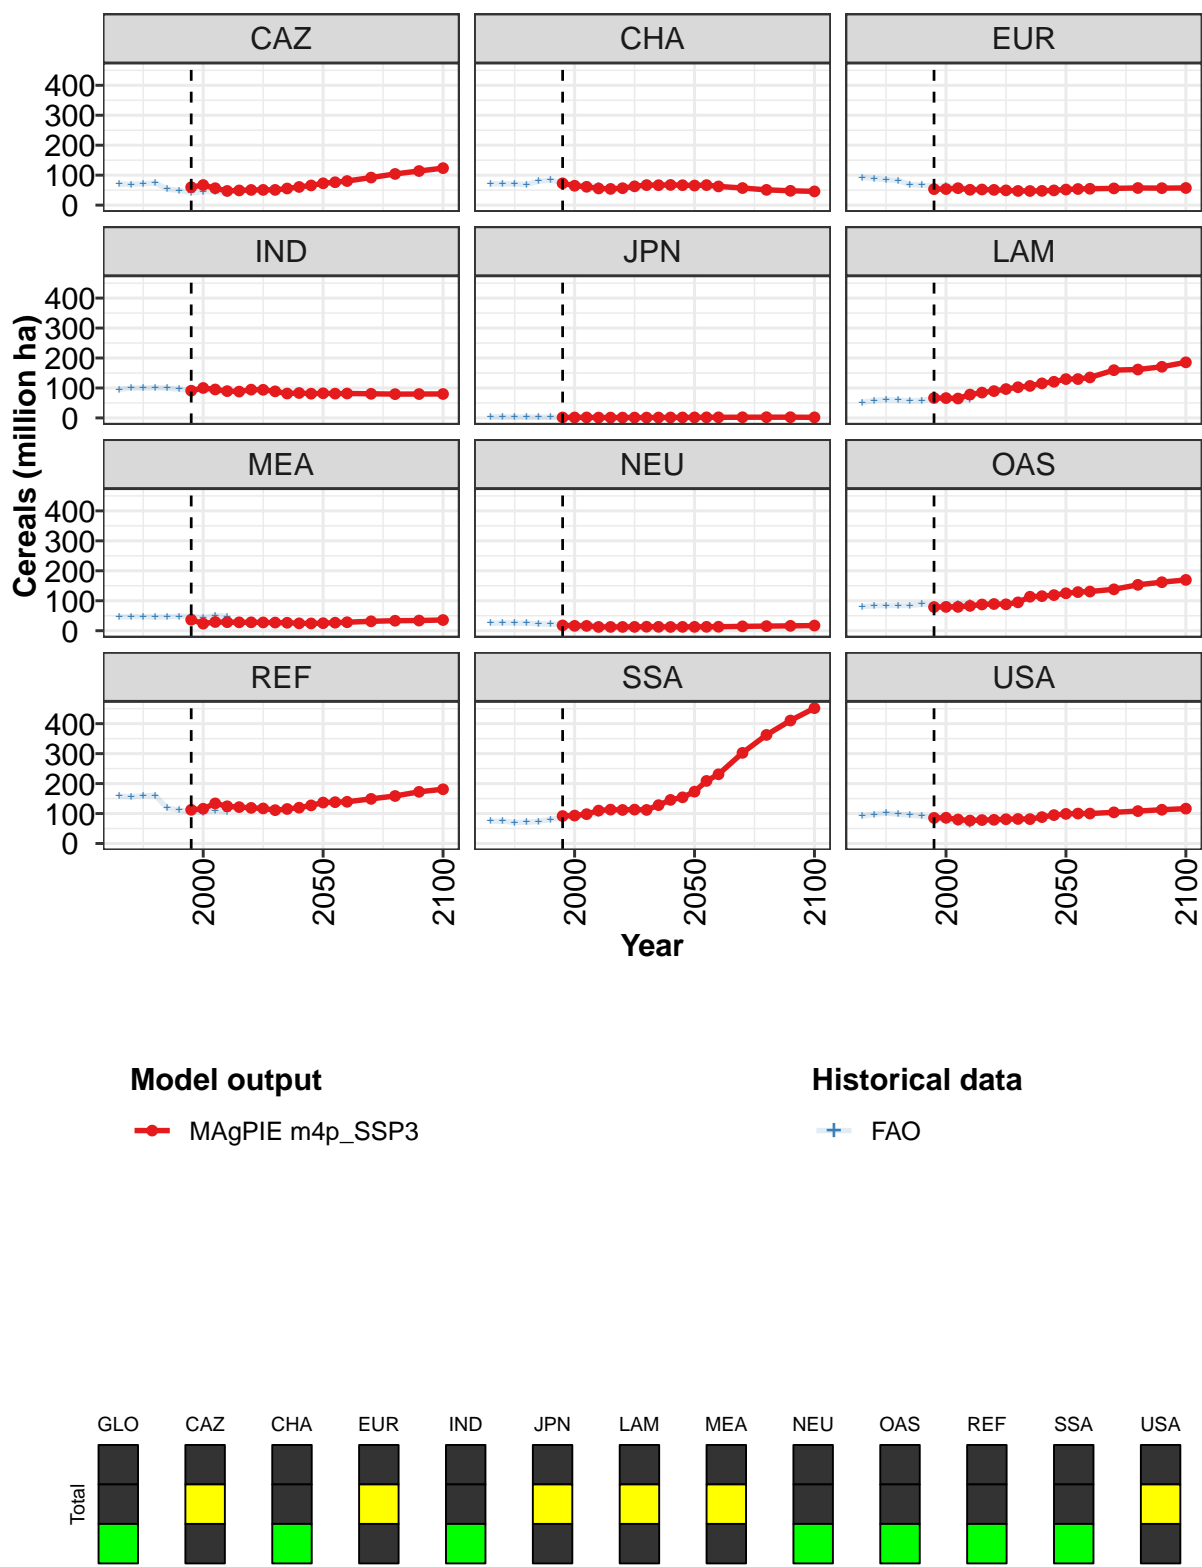 CAZ CHA EUR
400
300
200
100
0
IND JPN LAM
400
300
200
100
0
MEA NEU OAS
400
300
200
100
0
REF SSA USA
400
300
200
100
0
Cereals (million ha)
2000 2050 2100 2000 2050 2100 2000 2050 2100
Year
Model output
MAgPIE m4p_SSP3
Historical data
FAO
GLO CAZ CHA EUR IND JPN LAM MEA NEU OAS REF SSA USA
Total